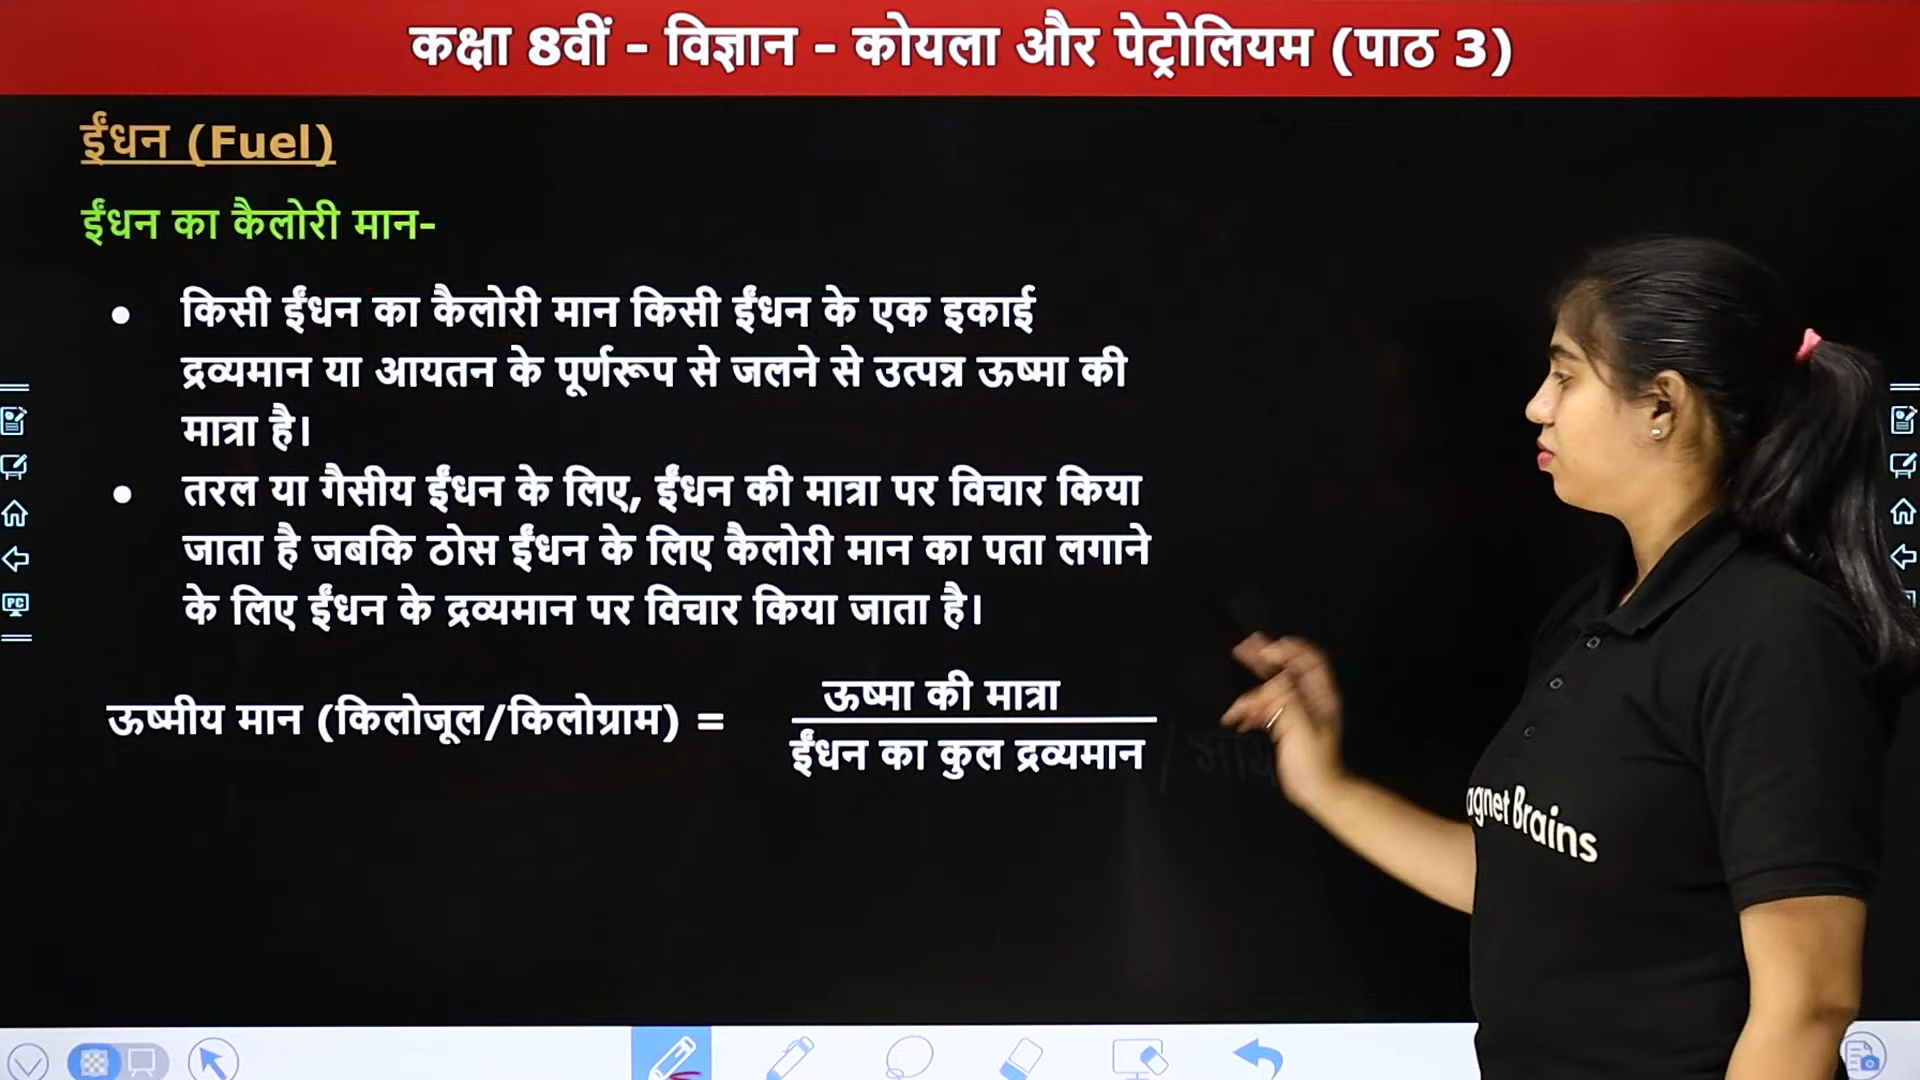 कक्षा 8वीं - विज्ञान - कोयला और पेट्रोलियम (पाठ 3)
ईंधन (Fuel)
ईंधन का कैलोरी मान-
• किसी ईंधन का कैलोरी मान किसी ईंधन के एक इकाई
द्रव्यमान या आयतन के पूर्णरूप से जलने से उत्पन्न ऊष्मा की
मात्रा है।
• तरल या गैसीय ईंधन के लिए, ईंधन की मात्रा पर विचार किया
जाता है जबकि ठोस ईंधन के लिए कैलोरी मान का पता लगाने
के लिए ईंधन के द्रव्यमान पर विचार किया जाता है।
ऊष्मीय मान (किलोजूल/किलोग्राम) =
ऊष्मा की मात्रा
ईंधन का कुल द्रव्यमान
agnet Brains
PC